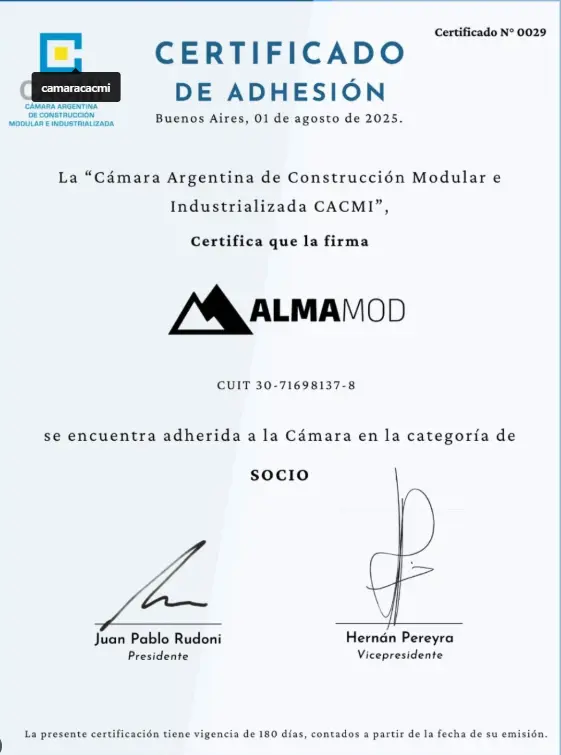 Certificado N° 0029
CERTIFICADO
DE ADHESIÓN
Buenos Aires, 01 de agosto de 2025.
camaracacmi
CÁMARA ARGENTINA
DE CONSTRUCCIÓN
MODULAR E INDUSTRIALIZADA
La “Cámara Argentina de Construcción Modular e
Industrializada CACMI”,
Certifica que la firma
ALMAMOD
CUIT 30-71698137-8
se encuentra adherida a la Cámara en la categoría de
SOCIO
Juan Pablo Rudoni
Presidente
Hernán Pereyra
Vicepresidente
La presente certificación tiene vigencia de 180 días, contados a partir de la fecha de su emisión.